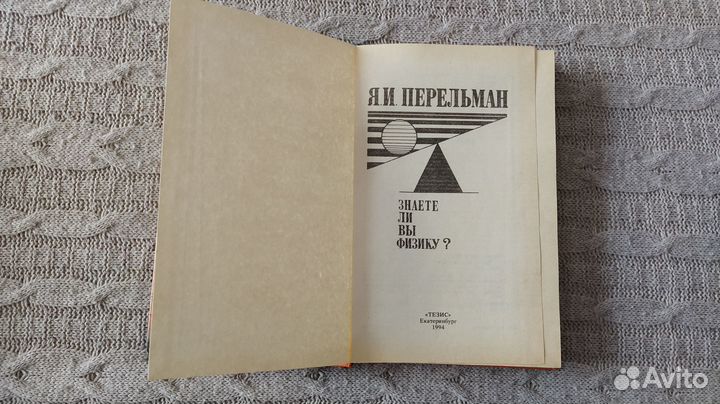 Я И. ПЕРЕЛЬМАН
ЗНАЕТЕ
ЛИ
ВЫ
ФИЗИКУ?
«ТЕЗИС»
Екатеринбург
1994
Avito